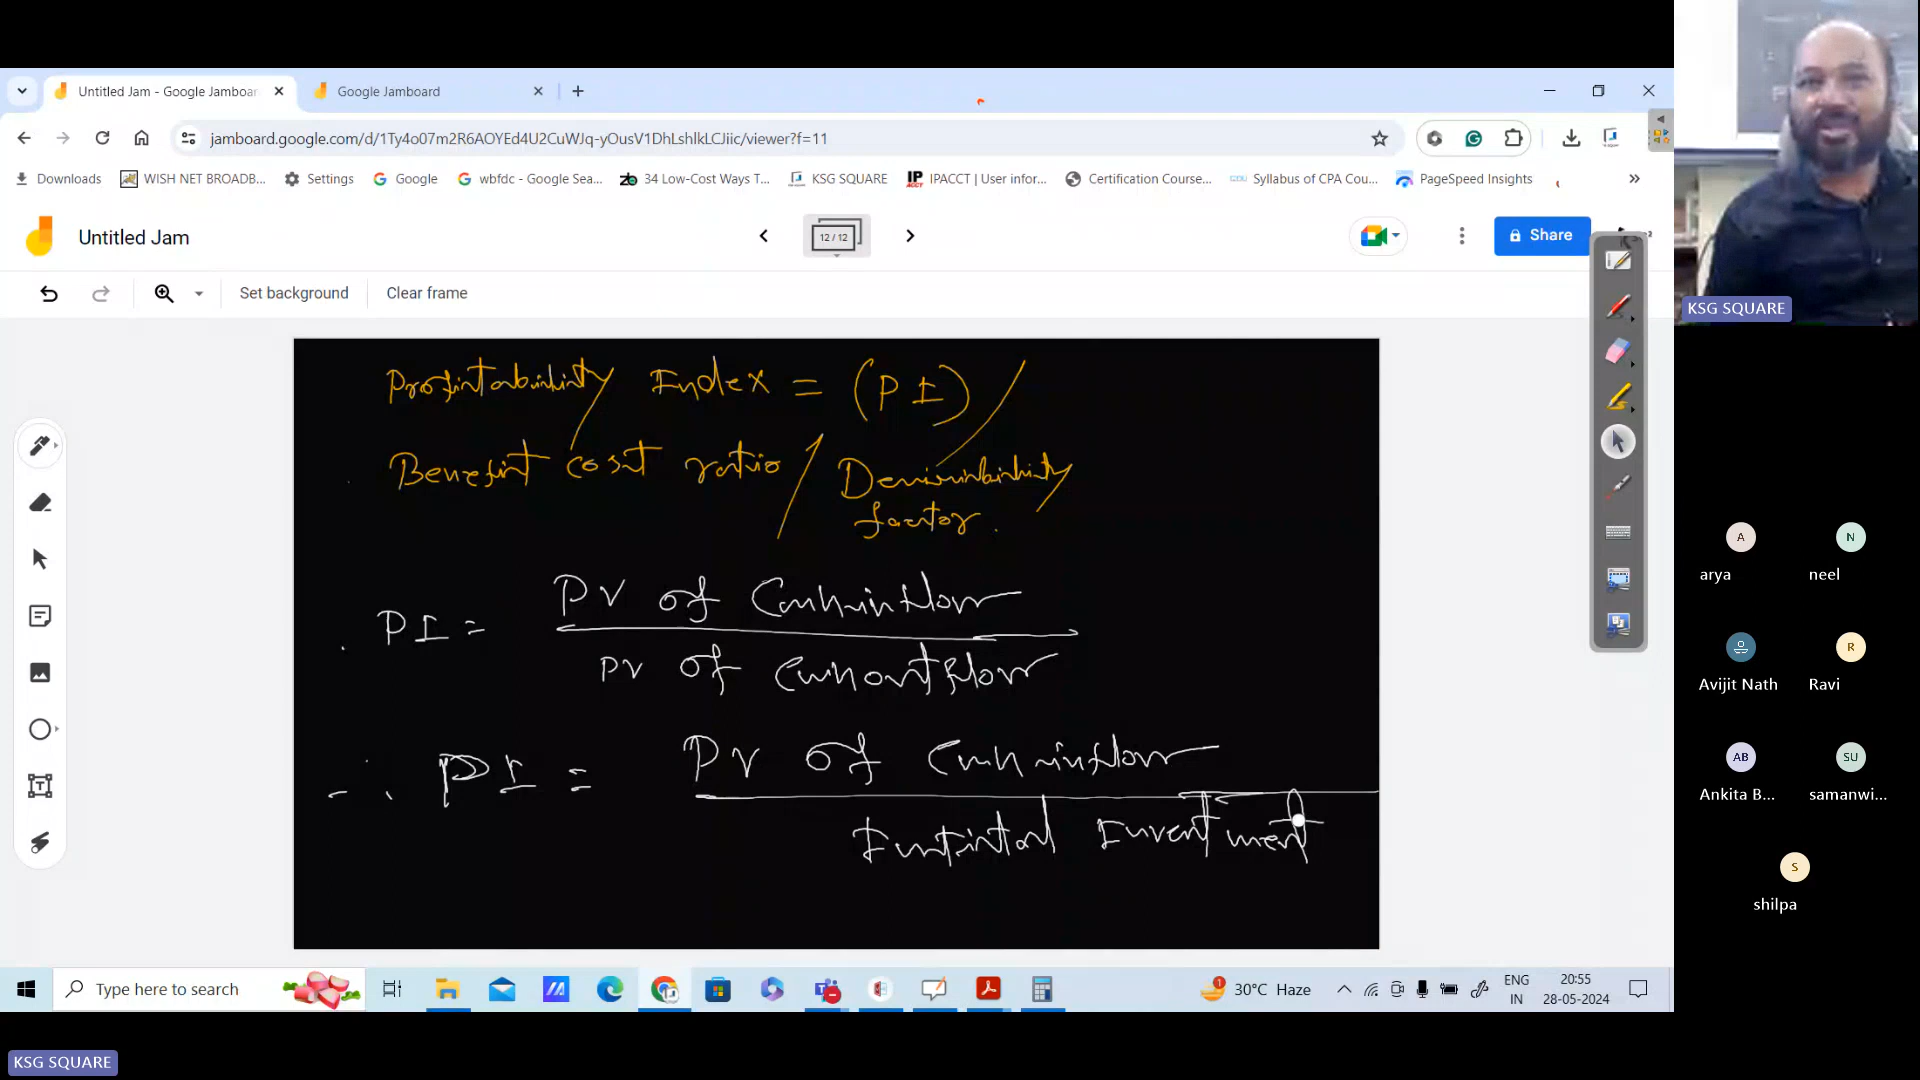 Untitled Jam - Google Jamboar
Google Jamboard
jamboard.google.com/d/1Ty4o07m2R6AOYEd4U2CuWJq-yOusV1DhLshlkLCJiic/viewer?f=11
Downloads
WISH NET BROADB...
Settings
Google
wbfdc - Google Sea...
34 Low-Cost Ways T...
KSG SQUARE
IPACCT | User infor...
Certification Course...
Syllabus of CPA Cou...
PageSpeed Insights
Untitled Jam
12 / 12
Share
Set background
Clear frame
Profitability Index = (PI) /
Benefit cost ratio / Desirability
factor.
PI = PV of Cash inflow
PV of Cash outflow
∴ PI = PV of Cash inflow
Initial Investment
KSG SQUARE
A
N
arya
neel
R
Avijit Nath
Ravi
AB
SU
Ankita B...
samanwi...
S
shilpa
Type here to search
30°C Haze
ENG
IN
20:55
28-05-2024
KSG SQUARE